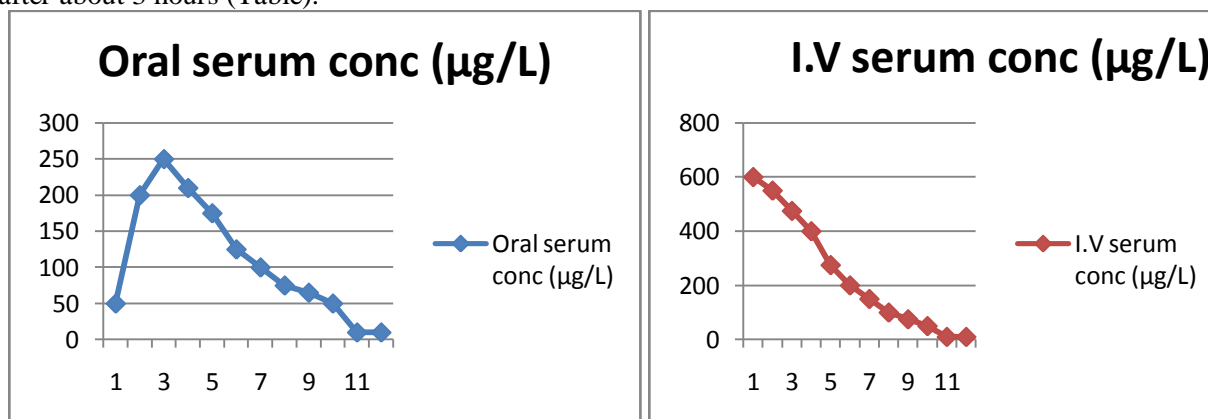 after about 3 hours (Table).
Oral serum conc (µg/L)
300
250
200
150
100
50
0
1 3 5 7 9 11
Oral serum
conc (µg/L)
I.V serum conc (µg/L)
800
600
400
200
0
1 3 5 7 9 11
I.V serum
conc (µg/L)